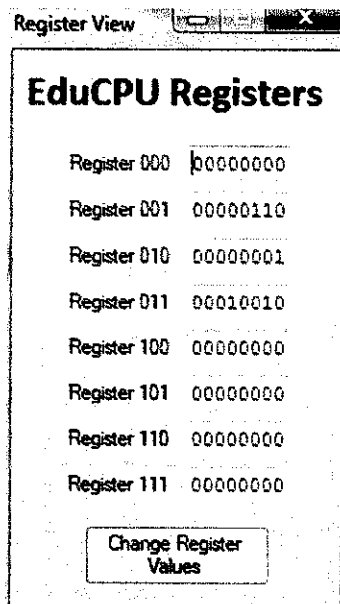 Register View
EduCPU Registers
Register 000 00000000
Register 001 00000110
Register 010 00000001
Register 011 00010010
Register 100 00000000
Register 101 00000000
Register 110 00000000
Register 111 00000000
Change Register
Values